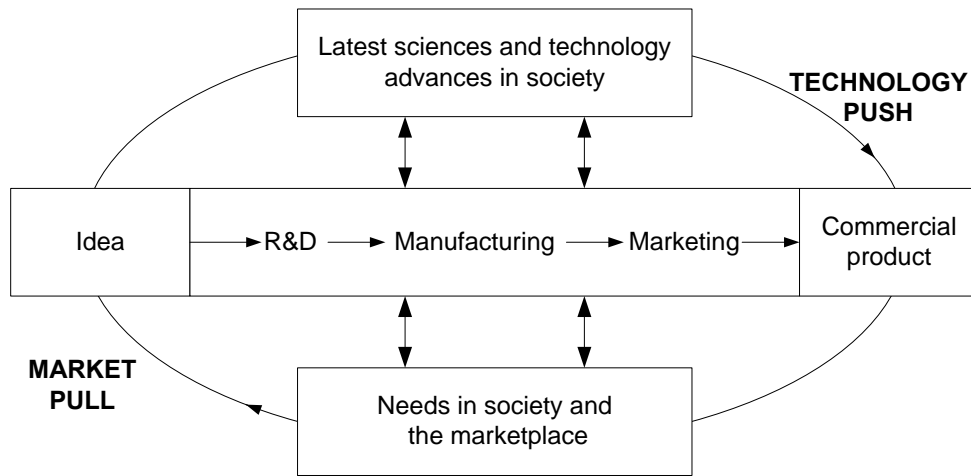 Latest sciences and technology
advances in society
TECHNOLOGY
PUSH
Idea
R&D
Manufacturing
Marketing
Commercial
product
MARKET
PULL
Needs in society and
the marketplace